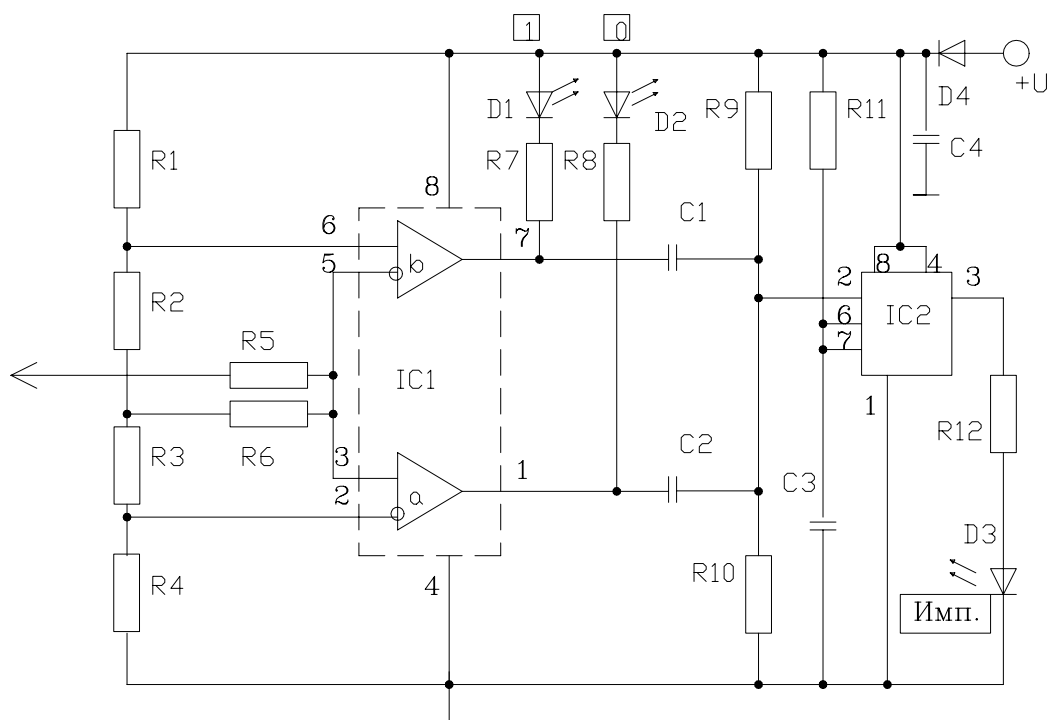 1 0
+U
D4
D1 D2 R9 R11
C4
R1 R7 R8
8
C1
6 7
5 b
2 8 4 3
R2 IC2
6
7
R5
IC1
1
R12
R3 R6 3 C2
2 a 1 C3
D3
R4 4 R10
Имп.